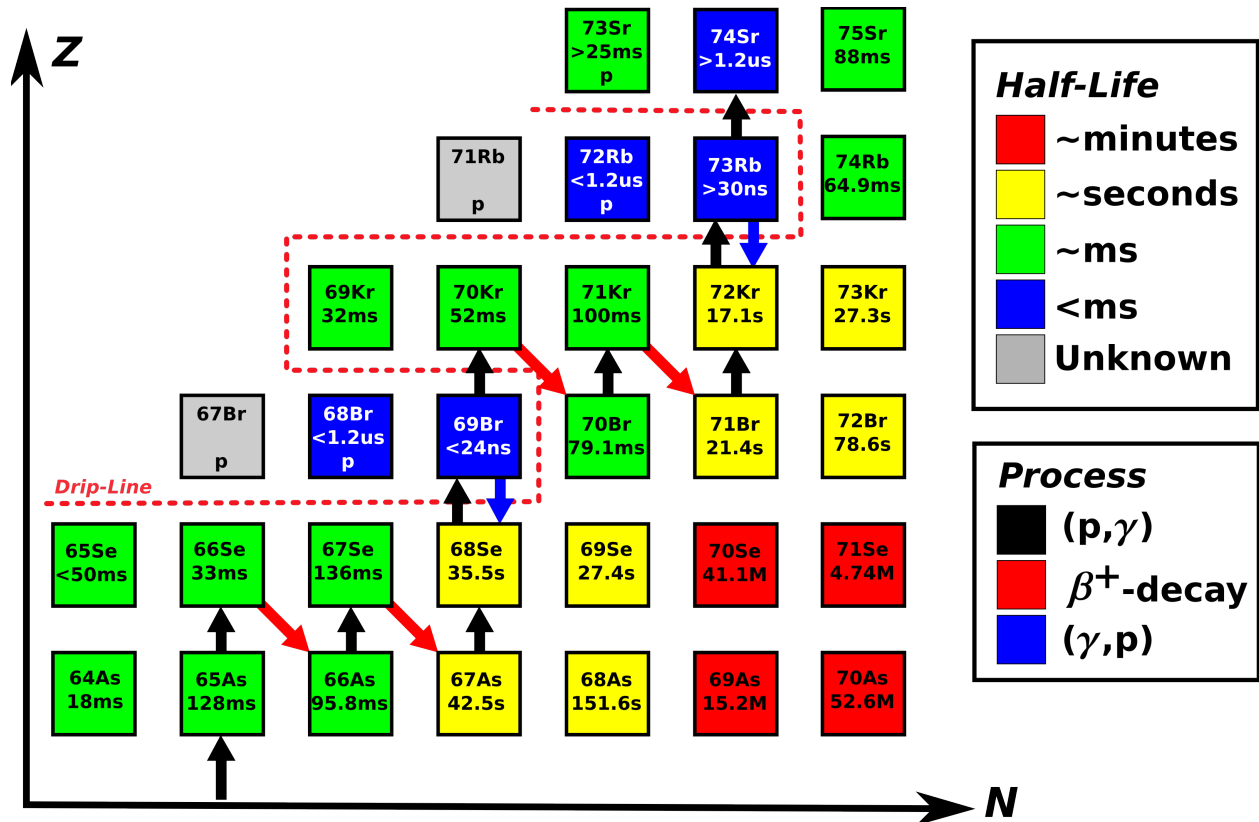 Z
73Sr
>25ms
p
74Sr
>1.2us
75Sr
88ms
71Rb
p
72Rb
<1.2us
p
73Rb
>30ns
74Rb
64.9ms
69Kr
32ms
70Kr
52ms
71Kr
100ms
72Kr
17.1s
73Kr
27.3s
67Br
p
68Br
<1.2us
p
69Br
<24ns
70Br
79.1ms
71Br
21.4s
72Br
78.6s
Drip-Line
65Se
<50ms
66Se
33ms
67Se
136ms
68Se
35.5s
69Se
27.4s
70Se
41.1M
71Se
4.74M
64As
18ms
65As
128ms
66As
95.8ms
67As
42.5s
68As
151.6s
69As
15.2M
70As
52.6M
N
Half-Life
~minutes
~seconds
~ms
<ms
Unknown
Process
(p,γ)
β+-decay
(γ,p)